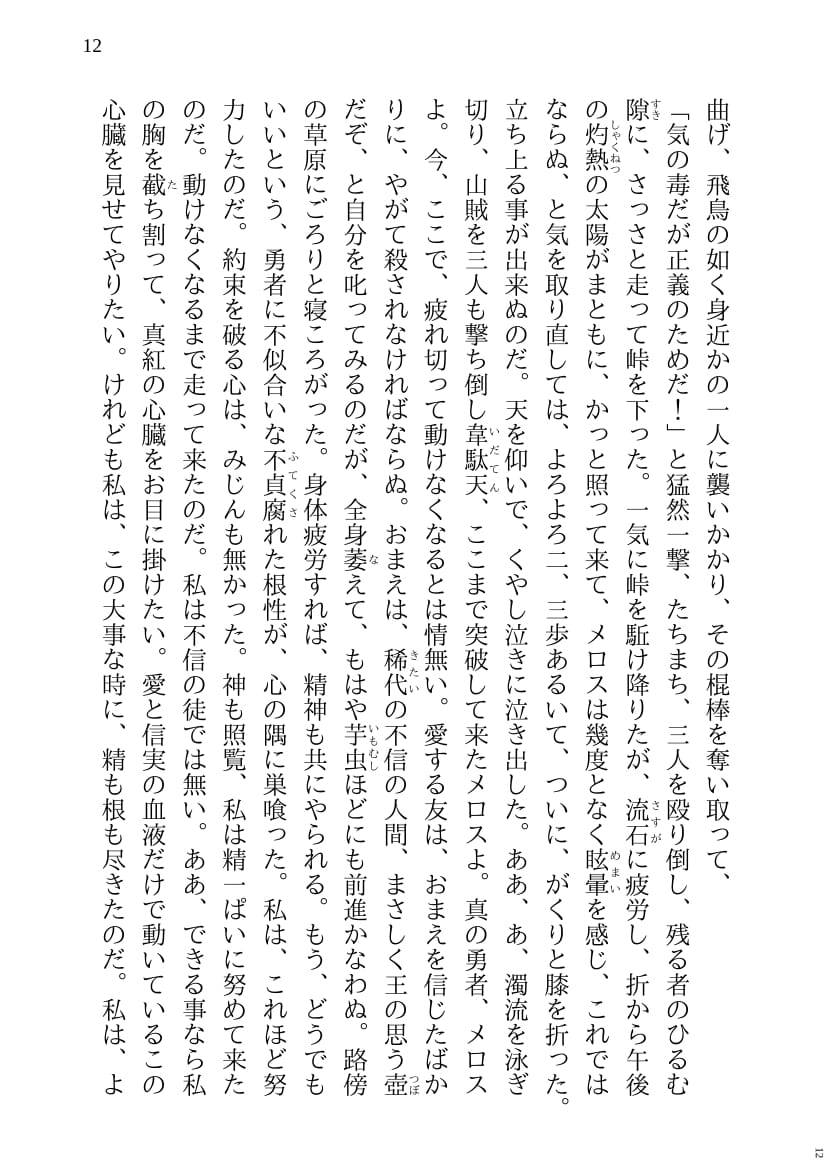 12
曲げ、飛鳥の如く身近かの一人に襲いかかり、その棍棒を奪い取って、
「気の毒だが正義のためだ！」と猛然一撃、たちまち、三人を殴り倒し、残る者のひるむ
隙に、さっさと走って峠を下った。一気に峠を駈け降りたが、流石に疲労し、折から午後
の灼熱の太陽がまともに、かっと照って来て、メロスは幾度となく眩暈を感じ、これでは
ならぬ、と気を取り直しては、よろよろ二、三歩あるいて、ついに、がくりと膝を折った。
立ち上る事が出来ぬのだ。天を仰いで、くやし泣きに泣き出した。ああ、あ、濁流を泳ぎ
切り、山賊を三人も撃ち倒し韋駄天、ここまで突破して来たメロスよ。真の勇者、メロス
よ。今、ここで、疲れ切って動けなくなるとは情無い。愛する友は、おまえを信じたばか
りに、やがて殺されなければならぬ。おまえは、稀代の不信の人間、まさしく王の思う壺
だぞ、と自分を叱ってみるのだが、全身萎えて、もはや芋虫ほどにも前進かなわぬ。路傍
の草原にごろりと寝ころがった。身体疲労すれば、精神も共にやられる。もう、どうでも
いいという、勇者に不似合いな不貞腐れた根性が、心の隅に巣喰った。私は、これほど努
力したのだ。約束を破る心は、みじんも無かった。神も照覧、私は精一ぱいに努めて来た
のだ。動けなくなるまで走って来たのだ。私は不信の徒では無い。ああ、できる事なら私
の胸を截ち割って、真紅の心臓をお目に掛けたい。愛と信実の血液だけで動いているこの
心臓を見せてやりたい。けれども私は、この大事な時に、精も根も尽きたのだ。私は、よ
12